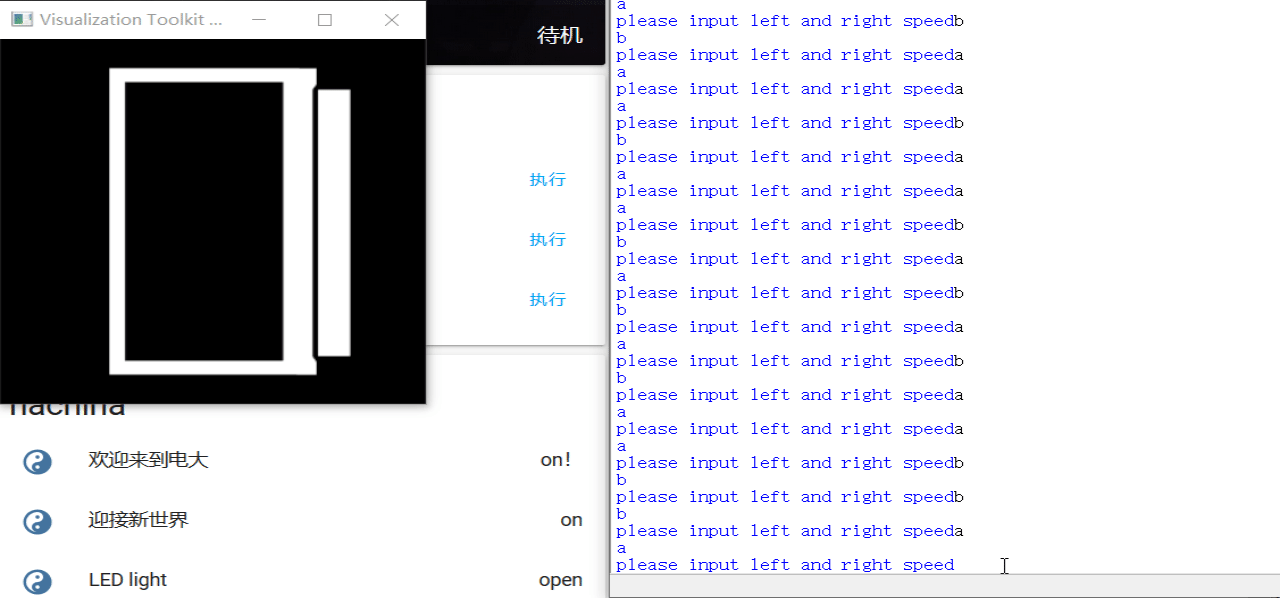 Visualization Toolkit ...
待机
执行
执行
执行
machina
欢迎来到电大
on!
迎接新世界
on
LED light
open
a
please input left and right speedb
b
please input left and right speeda
a
please input left and right speeda
a
please input left and right speedb
b
please input left and right speeda
a
please input left and right speeda
a
please input left and right speedb
b
please input left and right speeda
a
please input left and right speedb
b
please input left and right speeda
a
please input left and right speedb
b
please input left and right speeda
a
please input left and right speeda
a
please input left and right speedb
b
please input left and right speedb
b
please input left and right speeda
a
please input left and right speed